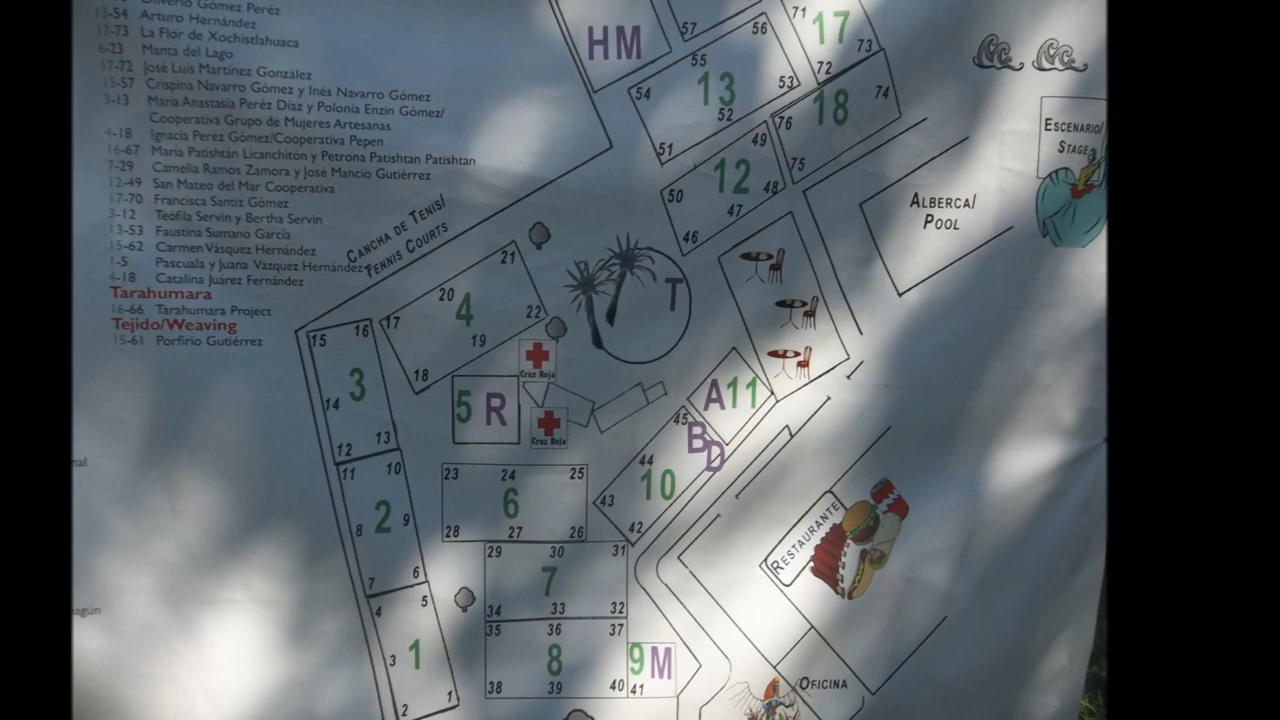 Gómez Peréz
13-54 Arturo Hernández
17-73 La Flor de Xochistlahuaca
6-23 Manta del Lago
17-72 José Luis Martínez González
15-57 Crispina Navarro Gómez y Inés Navarro Gómez
3-13 María Anastasia Peréz Díaz y Polonia Enzin Gómez/
Cooperativa Grupo de Mujeres Artesanas
4-18 Ignacia Perez Gómez/Cooperativa Pepen
16-67 María Patishtán Licanchitón y Petrona Patishtan Patishtan
7-29 Camelia Ramos Zamora y José Mancio Gutiérrez
12-49 San Mateo del Mar Cooperativa
17-70 Francisca Santiz Gómez
3-12 Teófila Servín y Bertha Servin
13-53 Faustina Sumano García
15-62 Carmen Vásquez Hernández
1-5 Pascuala y Juana Vazquez Hernández
4-18 Catalina Juárez Fernández
Tarahumara
16-66 Tarahumara Project
Tejido/Weaving
15-61 Porfirio Gutiérrez
HM
57
56
71
17
73
72
55
54
13
53
52
51
18
74
76
75
49
50
12
48
47
46
ESCENARIO/
STAGE
ALBERCA/
POOL
CANCHA DE TENIS/
TENNIS COURTS
21
20
4
17
22
19
18
T
15
16
3
14
13
12
Cruz Roja
5 R
Cruz Roja
A 11
45
B
D
44
10
43
42
11
10
2
8
9
7
6
23
24
25
6
28
27
26
29
30
31
7
34
33
32
35
36
37
8
38
39
40
9 M
41
4
5
3
1
1
2
RESTAURANTE
OFICINA
nal
agún